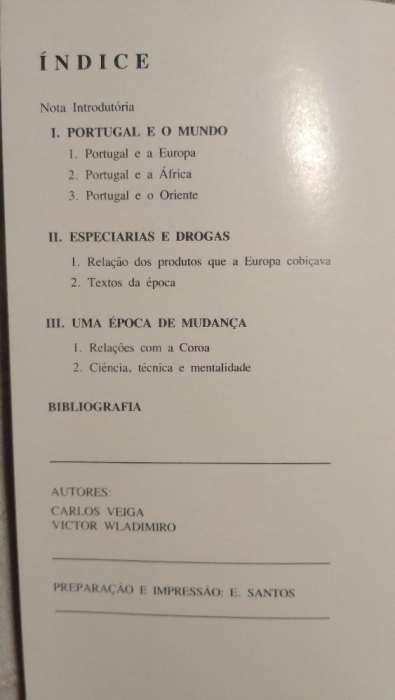 ÍNDICE
Nota Introdutória
I. PORTUGAL E O MUNDO
1. Portugal e a Europa
2. Portugal e a África
3. Portugal e o Oriente
II. ESPECIARIAS E DROGAS
1. Relação dos produtos que a Europa cobiçava
2. Textos da época
III. UMA ÉPOCA DE MUDANÇA
1. Relações com a Coroa
2. Ciência, técnica e mentalidade
BIBLIOGRAFIA
AUTORES:
CARLOS VEIGA
VICTOR WLADIMIRO
PREPARAÇÃO E IMPRESSÃO: E. SANTOS